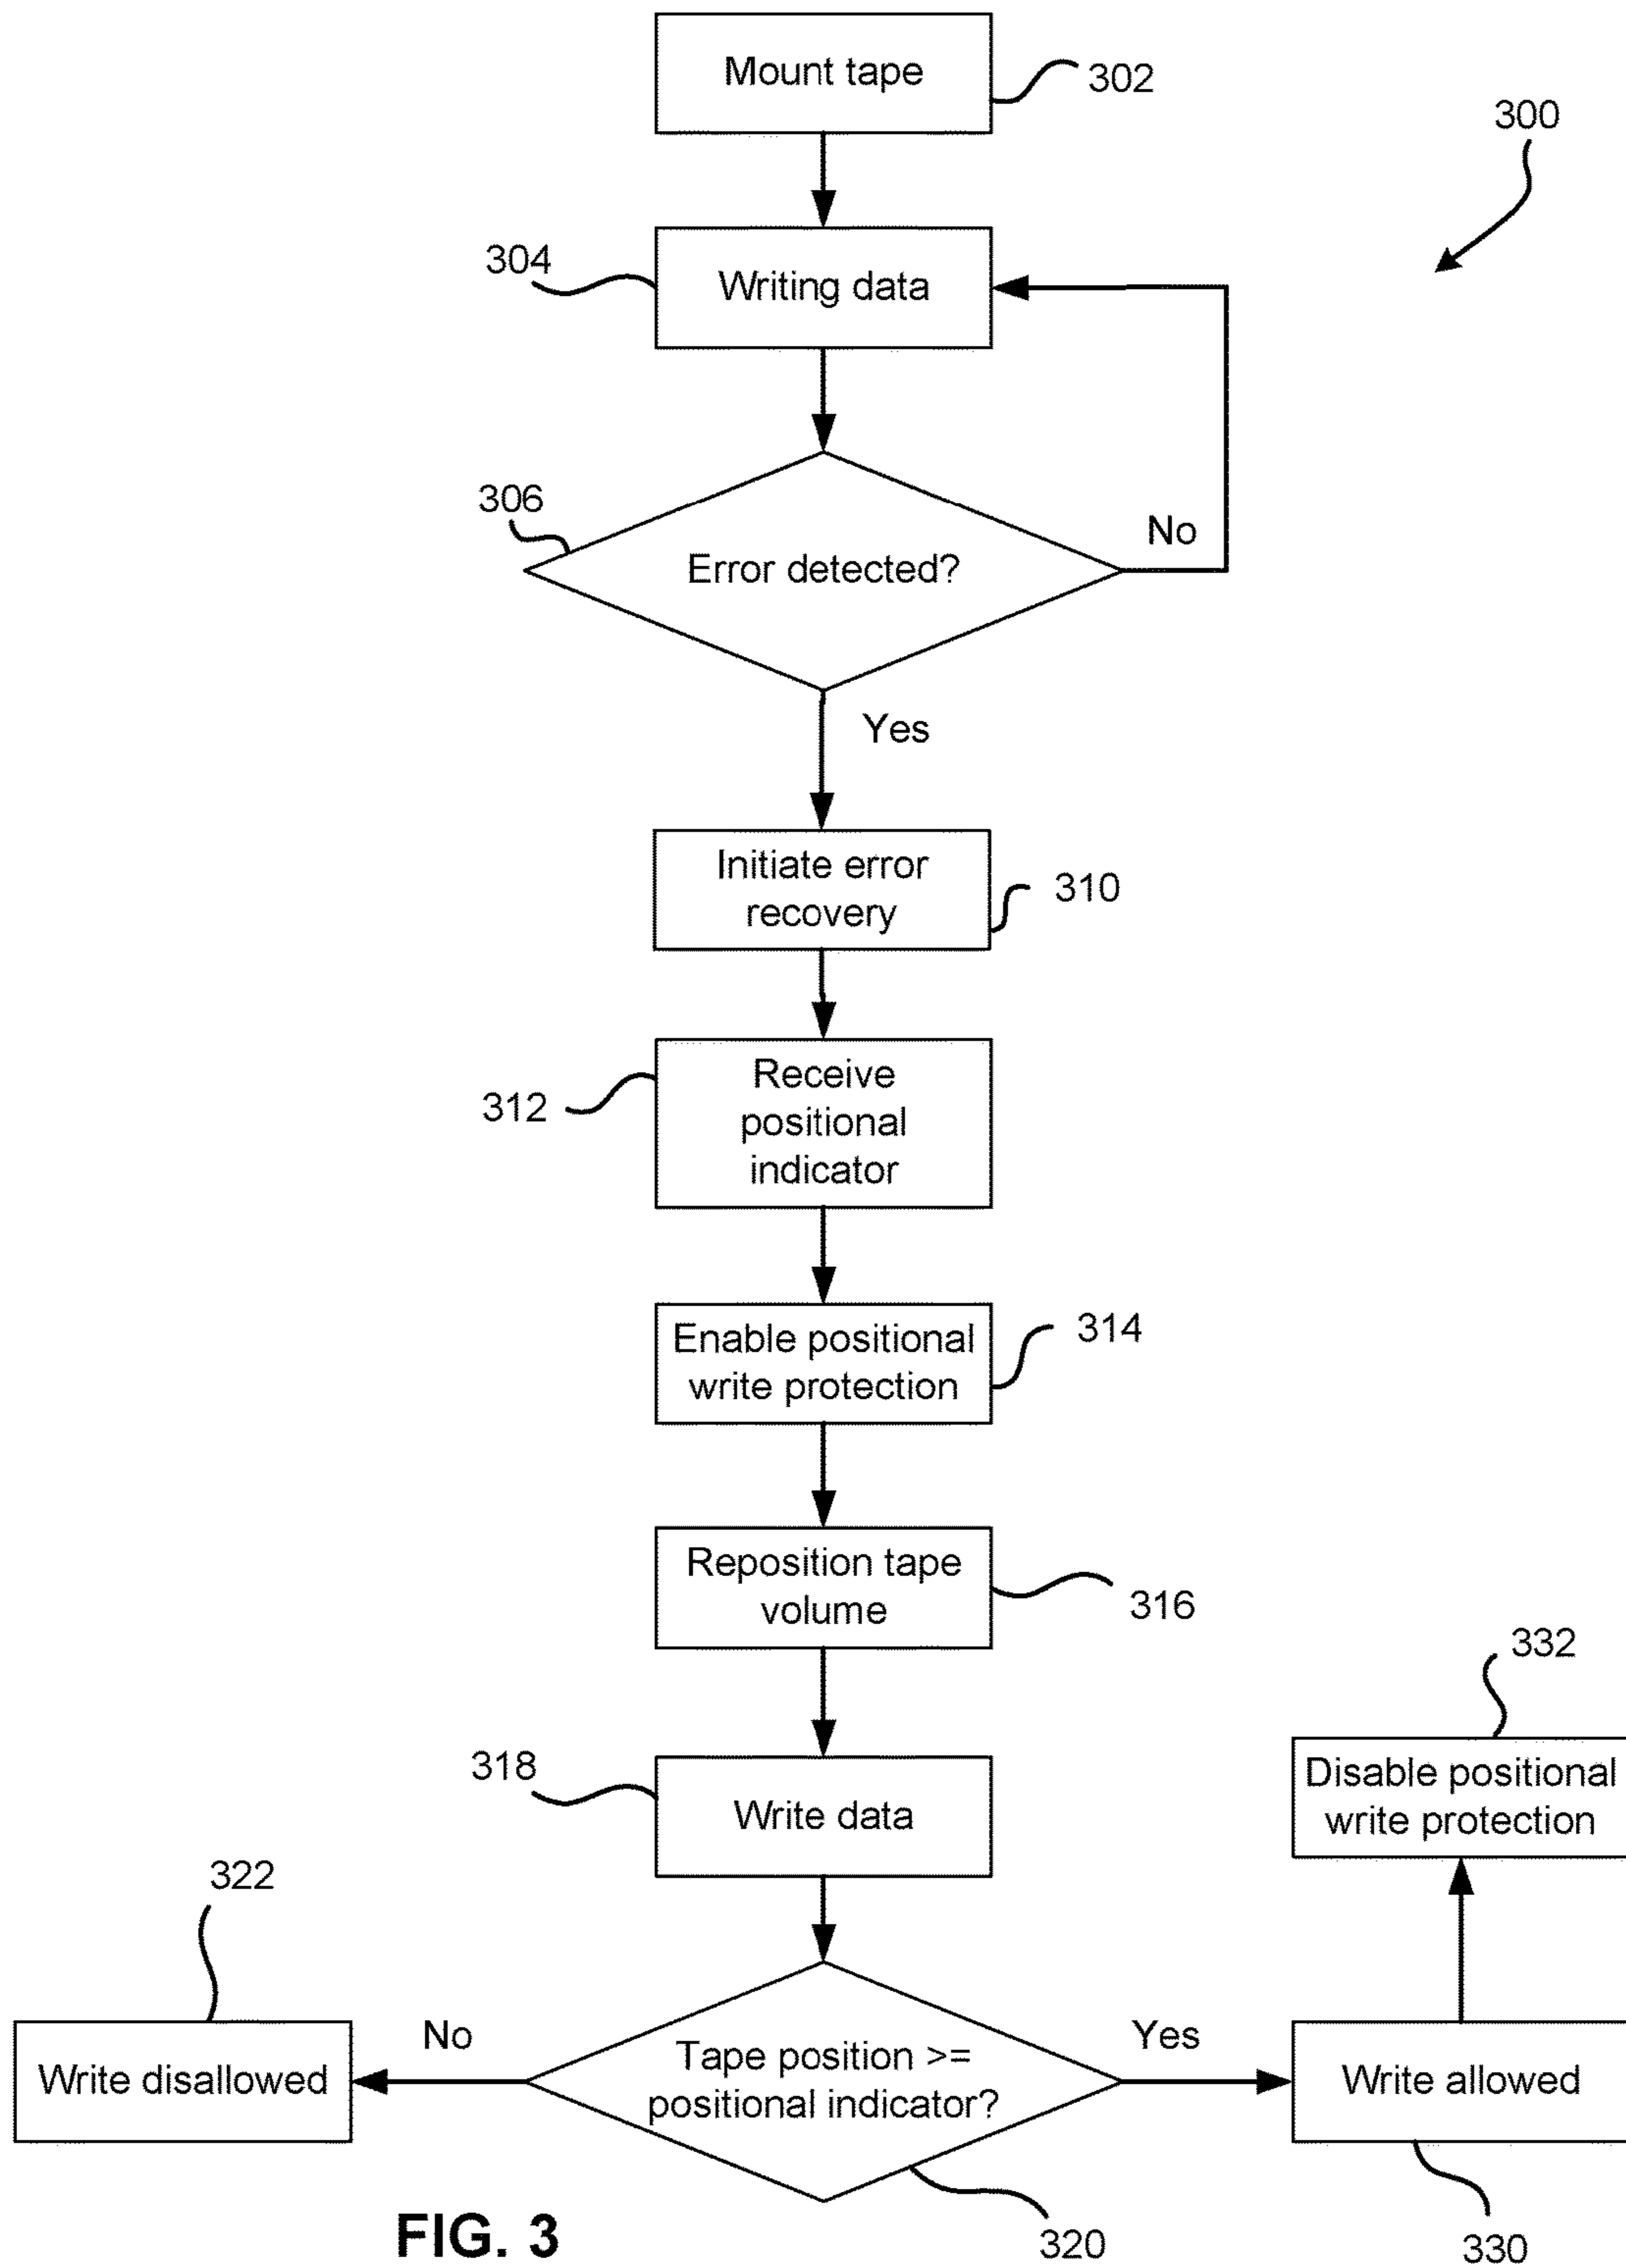 Mount tape
302
300
304
Writing data
306
Error detected?
No
Yes
Initiate error
recovery
310
312
Receive
positional
indicator
Enable positional
write protection
314
Reposition tape
volume
316
332
318
Write data
Disable positional
write protection
322
No
Yes
Write disallowed
Tape position >=
positional indicator?
Write allowed
320
330
FIG. 3